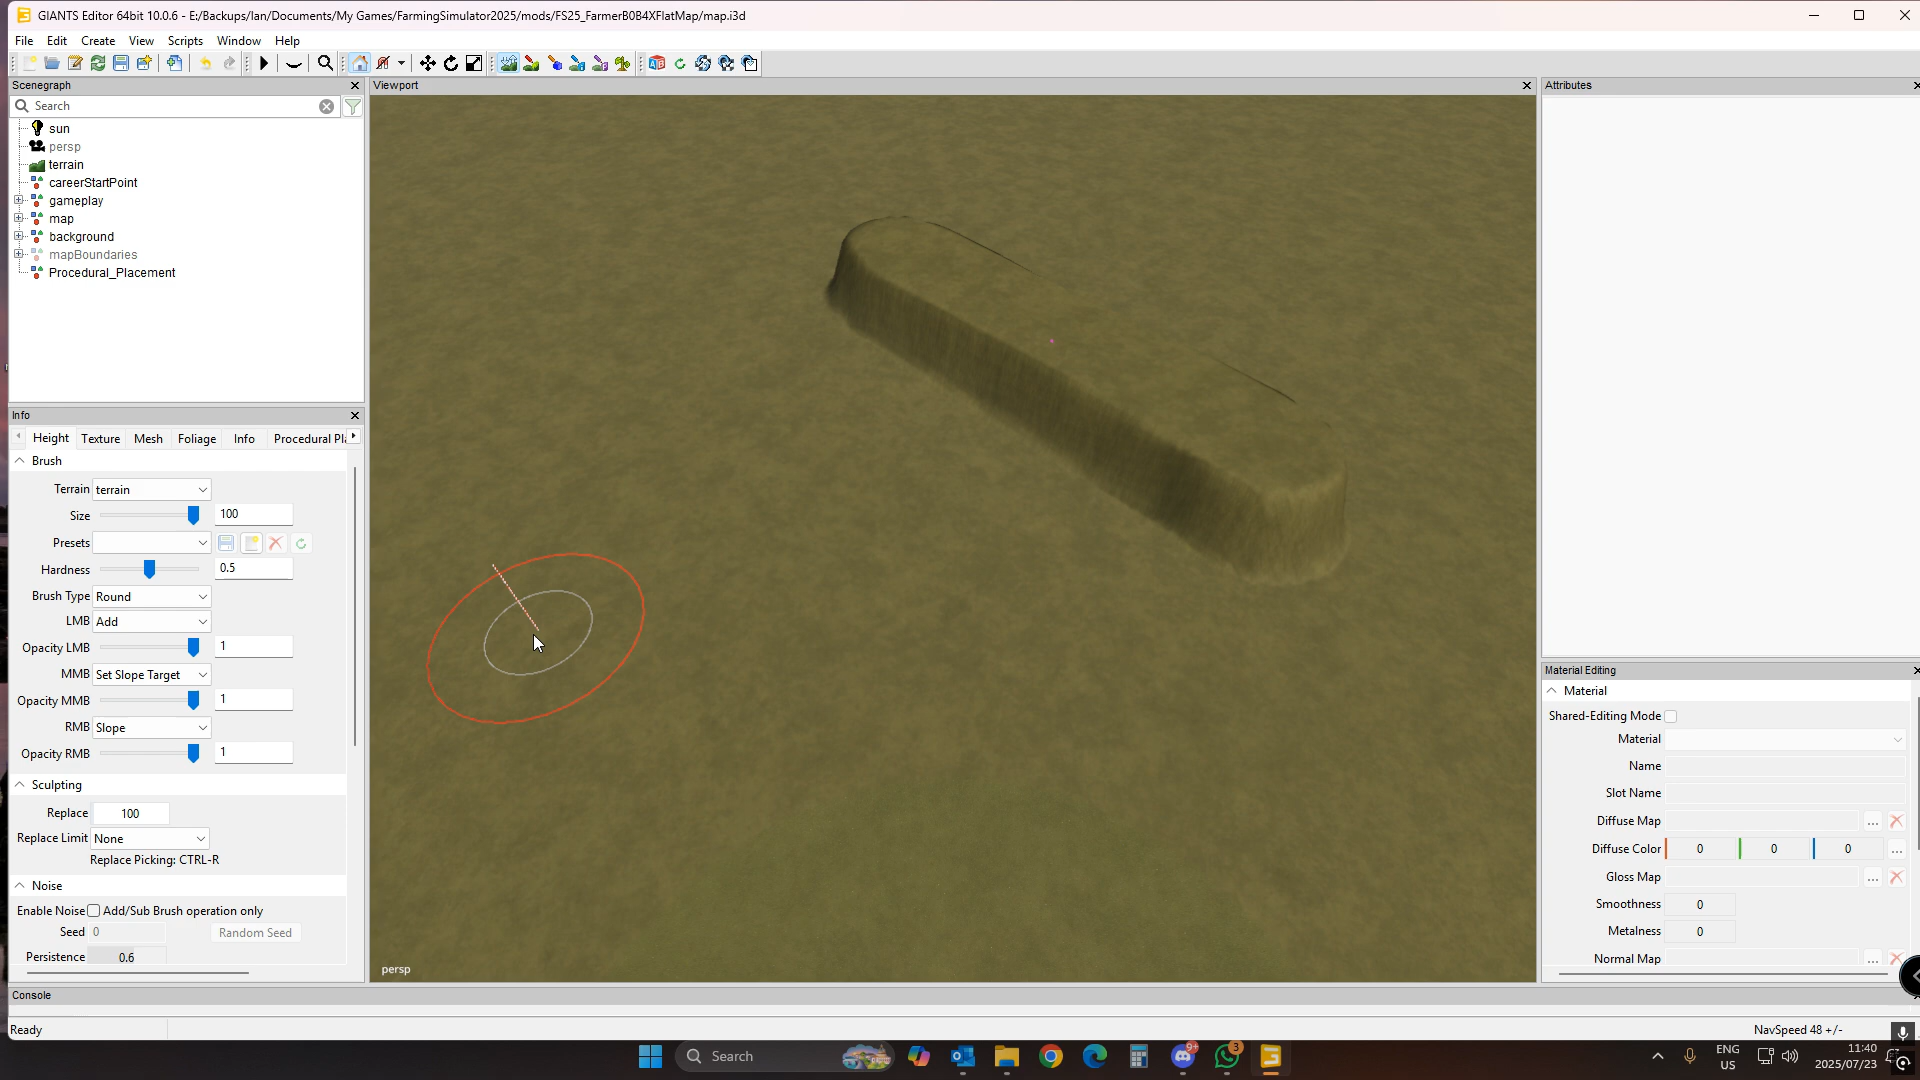 GIANTS Editor 64bit 10.0.6 - E:/Backups/Ian/Documents/My Games/FarmingSimulator2025/mods/FS25_FarmerB0B4XFlatMap/map.i3d
File Edit Create View Scripts Window Help
Scenegraph
Search
sun
persp
terrain
careerStartPoint
gameplay
map
background
mapBoundaries
Procedural_Placement
Info
Height Texture Mesh Foliage Info Procedural Pl
Brush
Terrain terrain
Size 100
Presets
Hardness 0.5
Brush Type Round
LMB Add
Opacity LMB 1
MMB Set Slope Target
Opacity MMB 1
RMB Slope
Opacity RMB 1
Sculpting
Replace 100
Replace Limit None
Replace Picking: CTRL-R
Noise
Enable Noise Add/Sub Brush operation only
Seed 0 Random Seed
Persistence 0.6
Viewport
persp
Attributes
Material Editing
Material
Shared-Editing Mode
Material
Name
Slot Name
Diffuse Map ...
Diffuse Color 0 0 0 ...
Gloss Map ...
Smoothness 0
Metalness 0
Normal Map ...
Console
Ready
NavSpeed 48 +/-
Search
9+
3
ENG
US
11:40
2025/07/23